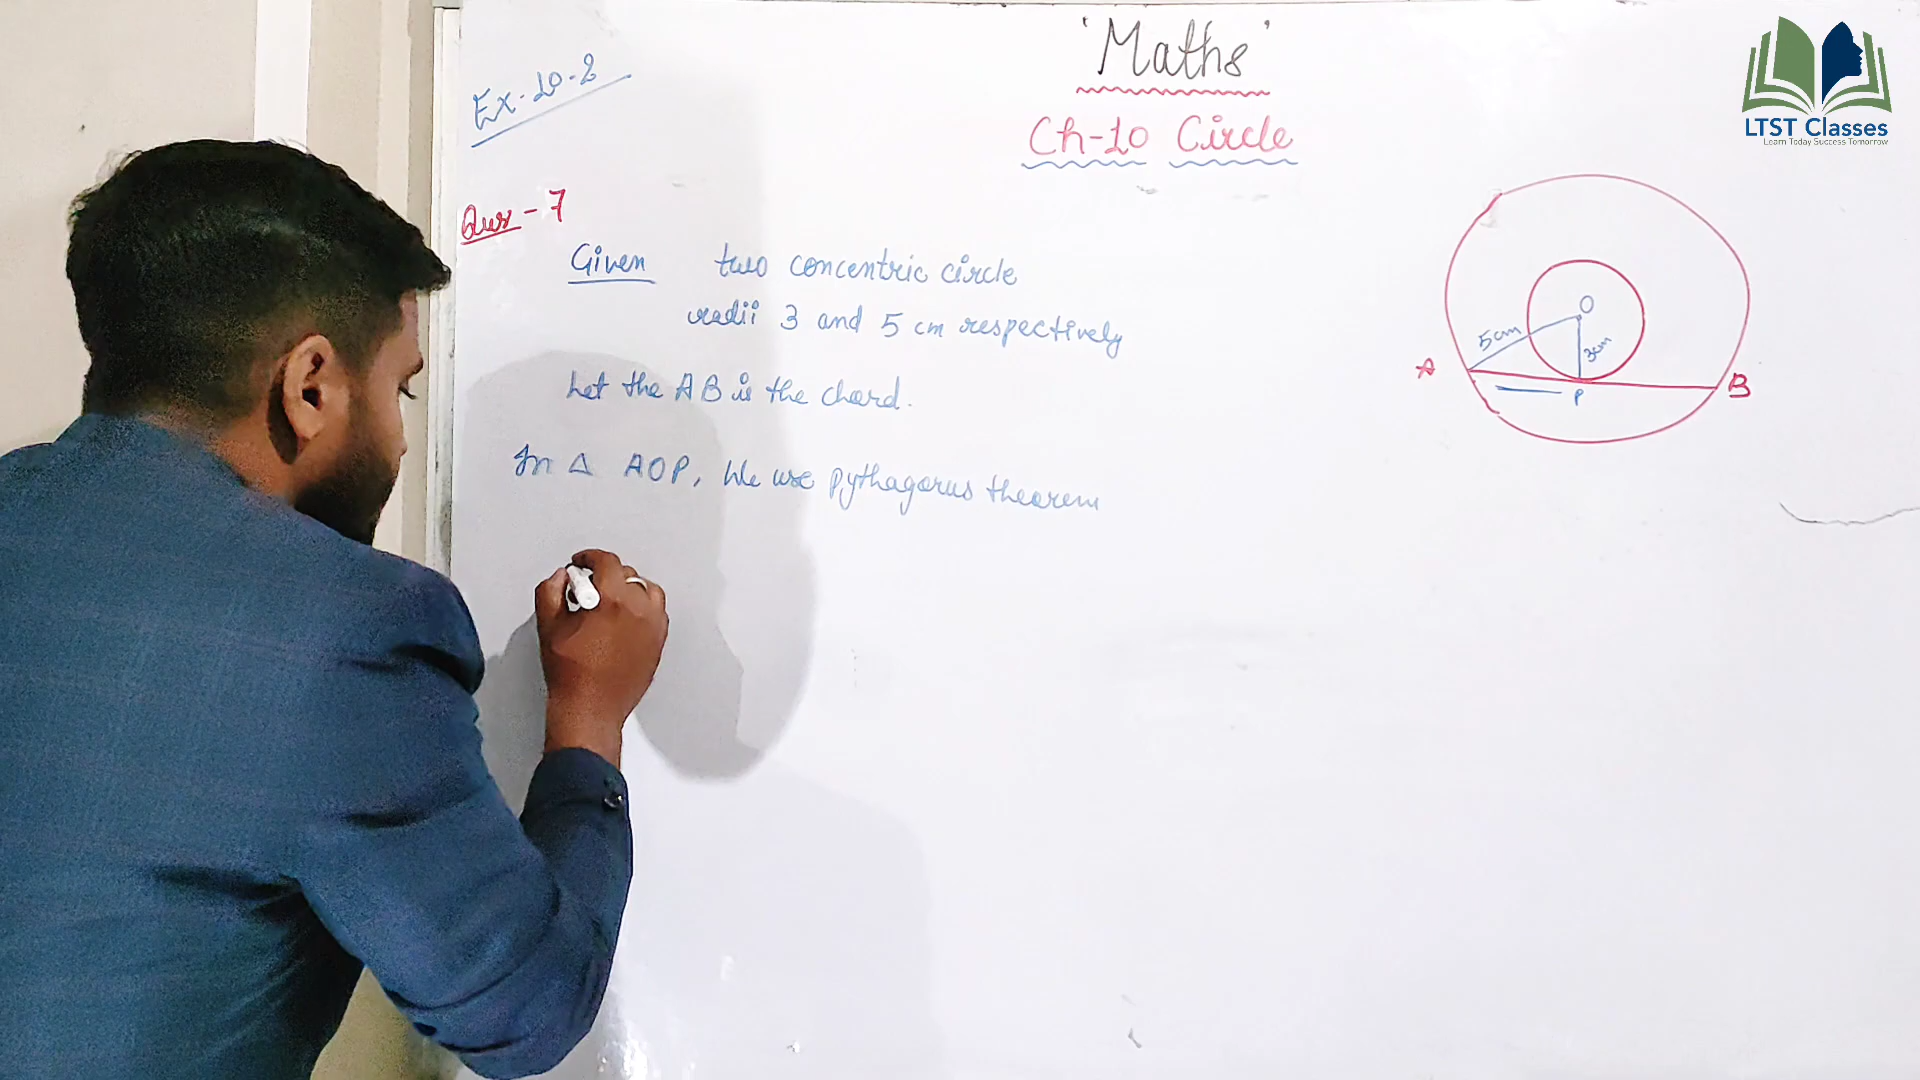 'Maths'
Ex-10-2
Ch-10 Circle
LTST Classes
Learn Today Success Tomorrow
Qus-7
Given two concentric circle
radii 3 and 5 cm respectively
Let the AB is the chord.
In Δ AOP, We use pythagorus theorem
O
5cm
3cm
A
B
P